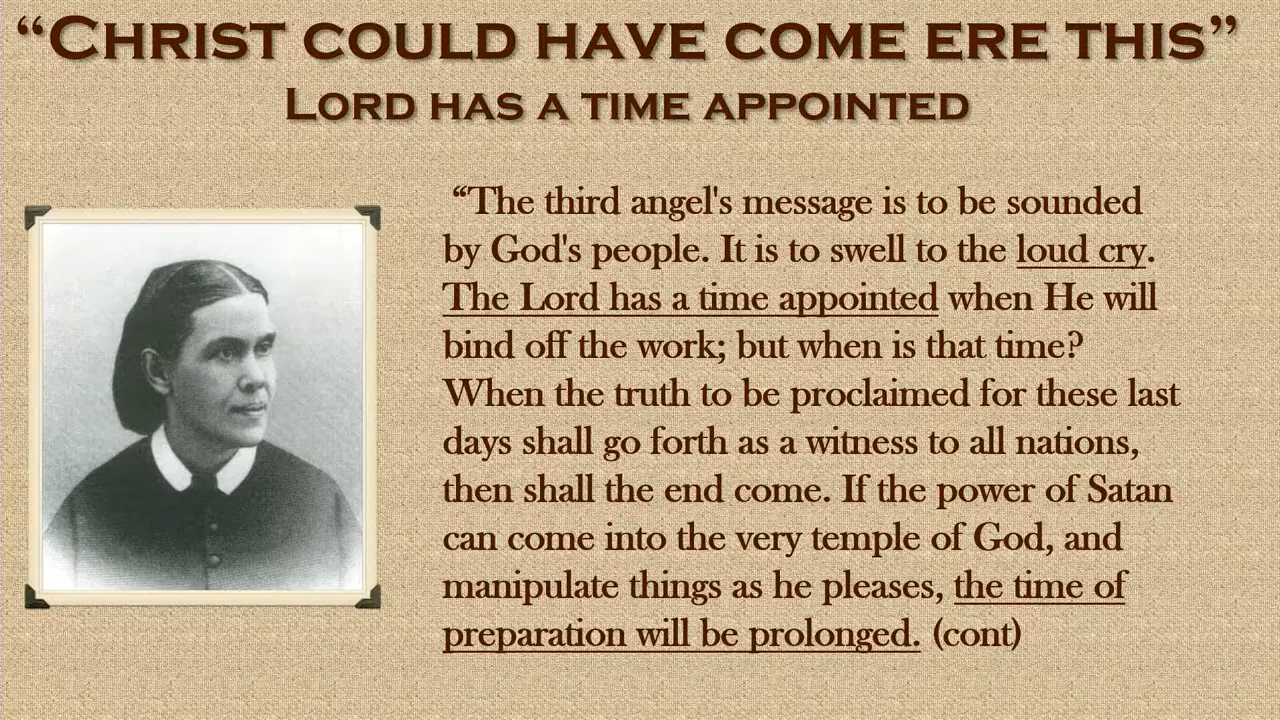 “Christ could have come ere this”
Lord has a time appointed
“The third angel's message is to be sounded
by God's people. It is to swell to the loud cry.
The Lord has a time appointed when He will
bind off the work; but when is that time?
When the truth to be proclaimed for these last
days shall go forth as a witness to all nations,
then shall the end come. If the power of Satan
can come into the very temple of God, and
manipulate things as he pleases, the time of
preparation will be prolonged. (cont)